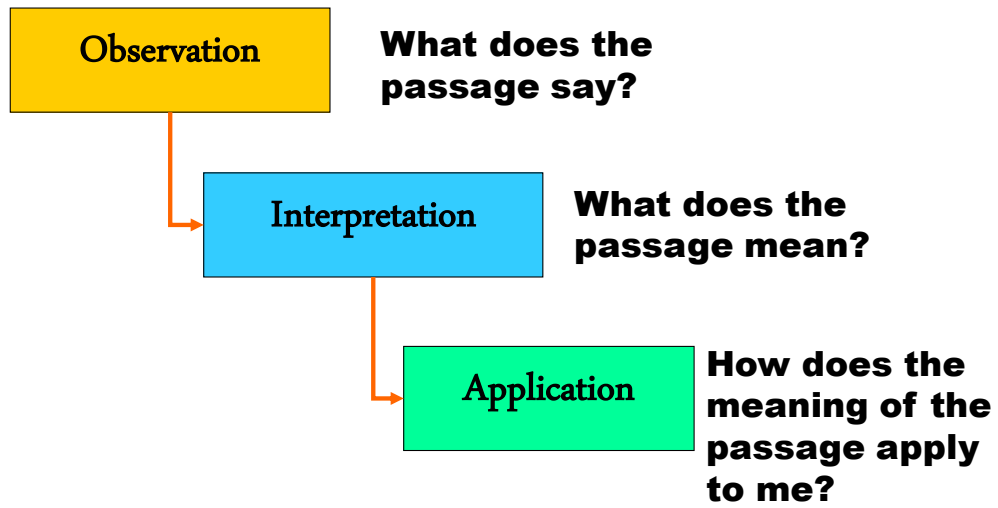 Observation
What does the
passage say?
Interpretation
What does the
passage mean?
Application
How does the
meaning of the
passage apply
to me?